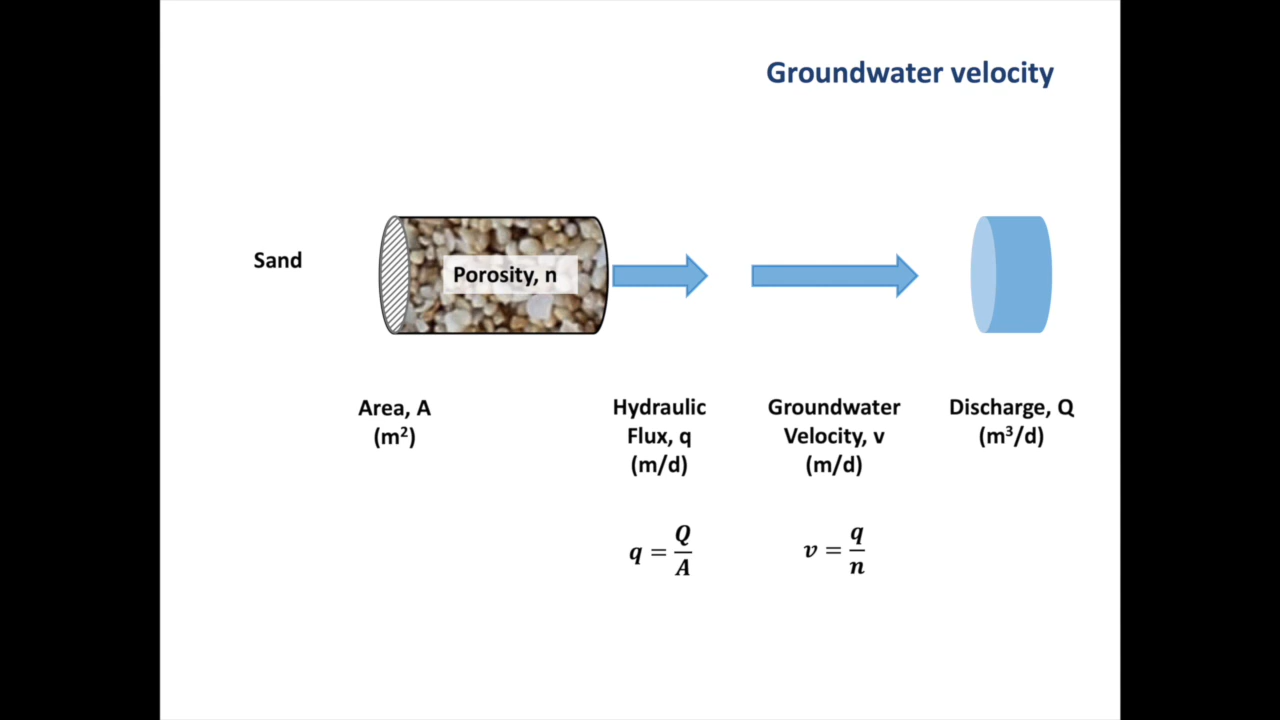 Groundwater velocity
Sand
Porosity, n
Area, A
(m²)
Hydraulic
Flux, q
(m/d)
Groundwater
Velocity, v
(m/d)
Discharge, Q
(m³/d)
q = Q/A
v = q/n